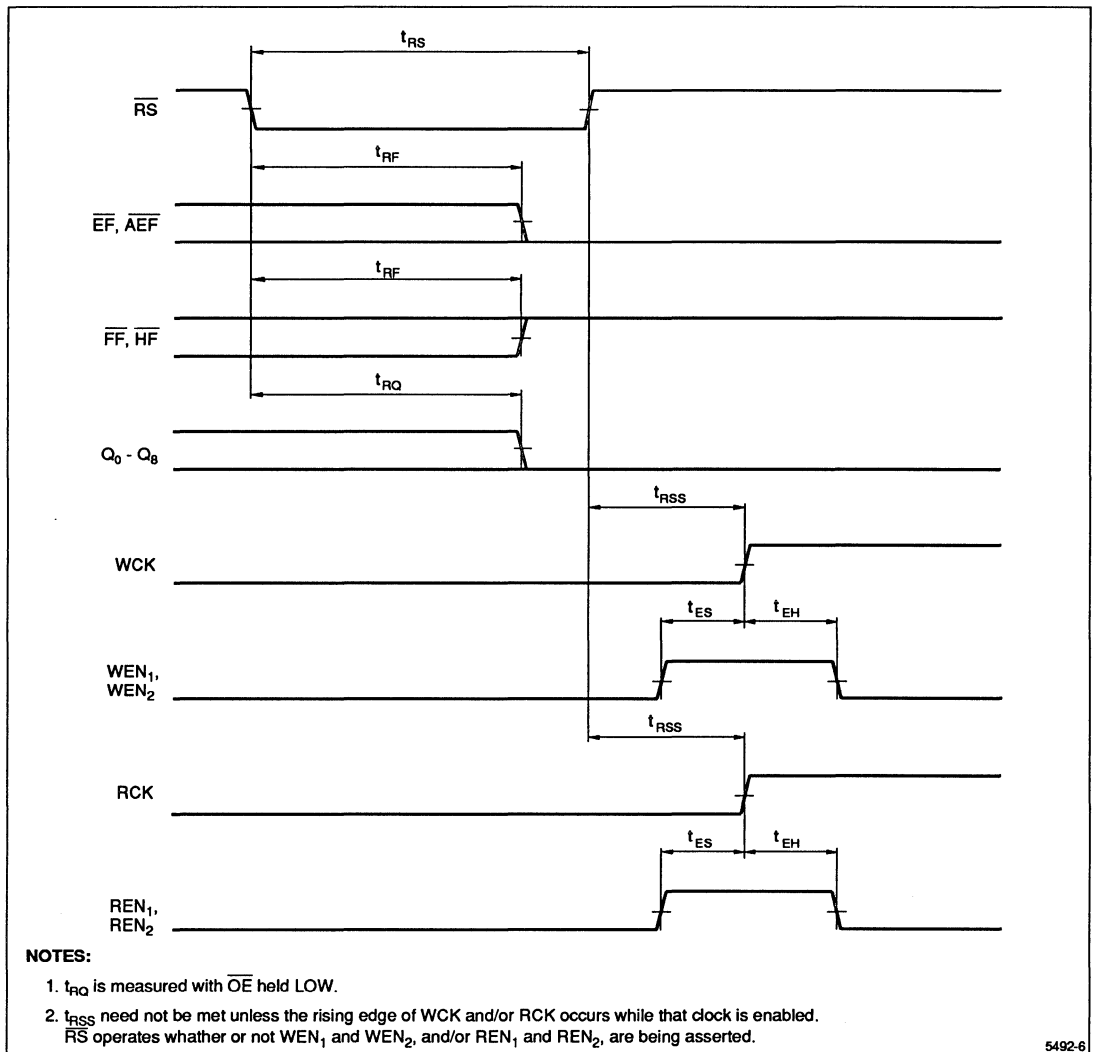 tRS
RS
tRF
EF, AEF
tRF
FF, HF
tRQ
Q0 - Q8
tRSS
WCK
tES
tEH
WEN1,
WEN2
tRSS
RCK
tES
tEH
REN1,
REN2
NOTES:
1. tRQ is measured with OE held LOW.
2. tRSS need not be met unless the rising edge of WCK and/or RCK occurs while that clock is enabled.
RS operates whether or not WEN1 and WEN2, and/or REN1 and REN2, are being asserted.
5492-6